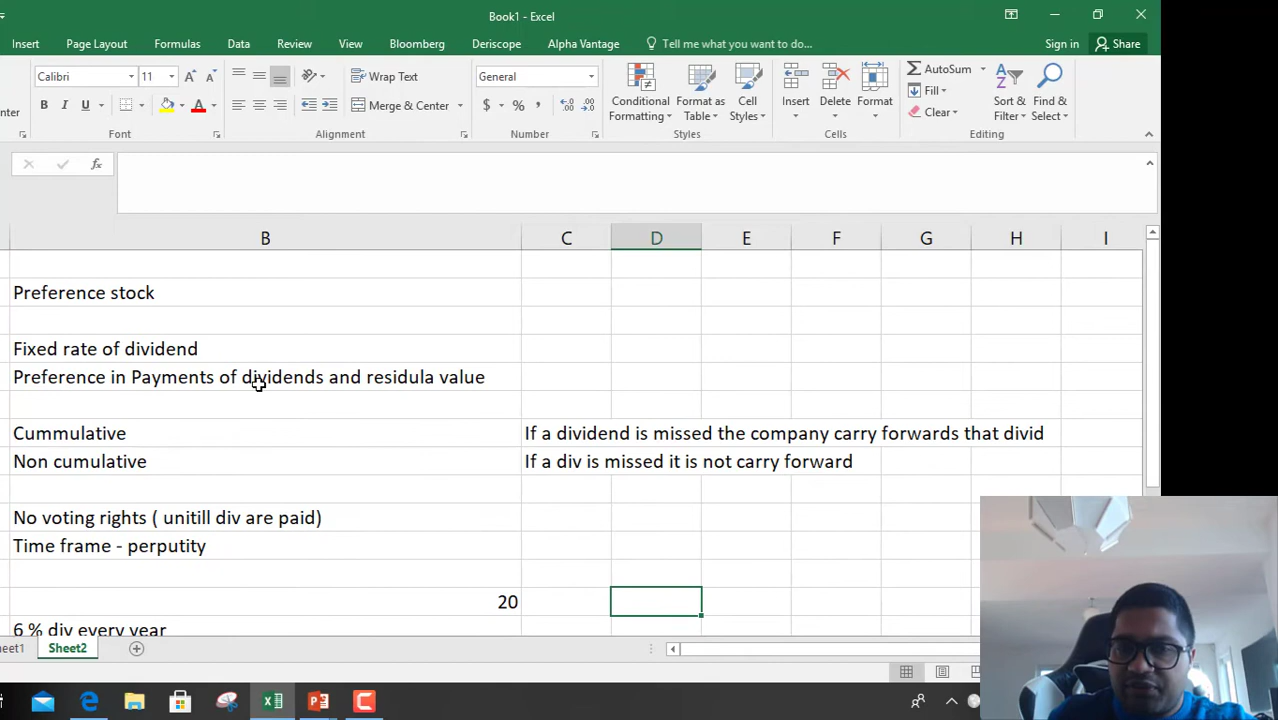 Book1 - Excel
Insert Page Layout Formulas Data Review View Bloomberg Deriscope Alpha Vantage Tell me what you want to do... Sign in Share
Calibri 11 A A Wrap Text General
nter B I U A Merge & Center $ % , Conditional Formatting Format as Table Cell Styles Insert Delete Format AutoSum Fill Clear Sort & Filter Find & Select
Font Alignment Number Styles Cells Editing
fx
B C D E F G H I
Preference stock
Fixed rate of dividend
Preference in Payments of dividends and residula value
Cummulative If a dividend is missed the company carry forwards that divid
Non cumulative If a div is missed it is not carry forward
No voting rights ( unitill div are paid)
Time frame - perputity
20
6 % div every year
eet1 Sheet2